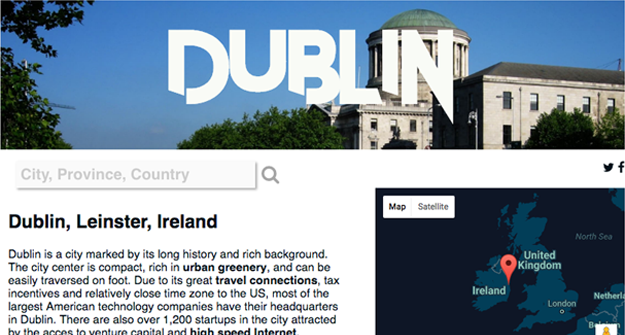 DUBLIN
City, Province, Country
Dublin, Leinster, Ireland
Dublin is a city marked by its long history and rich background.
The city center is compact, rich in urban greenery, and can be
easily traversed on foot. Due to its great travel connections, tax
incentives and relatively close time zone to the US, most of the
largest American technology companies have their headquarters
in Dublin. There are also over 1,200 startups in the city attracted
by the acces to venture capital and high speed Internet.
Map Satellite
North Sea
United
Kingdom
Ireland
London
Netherla
Belg